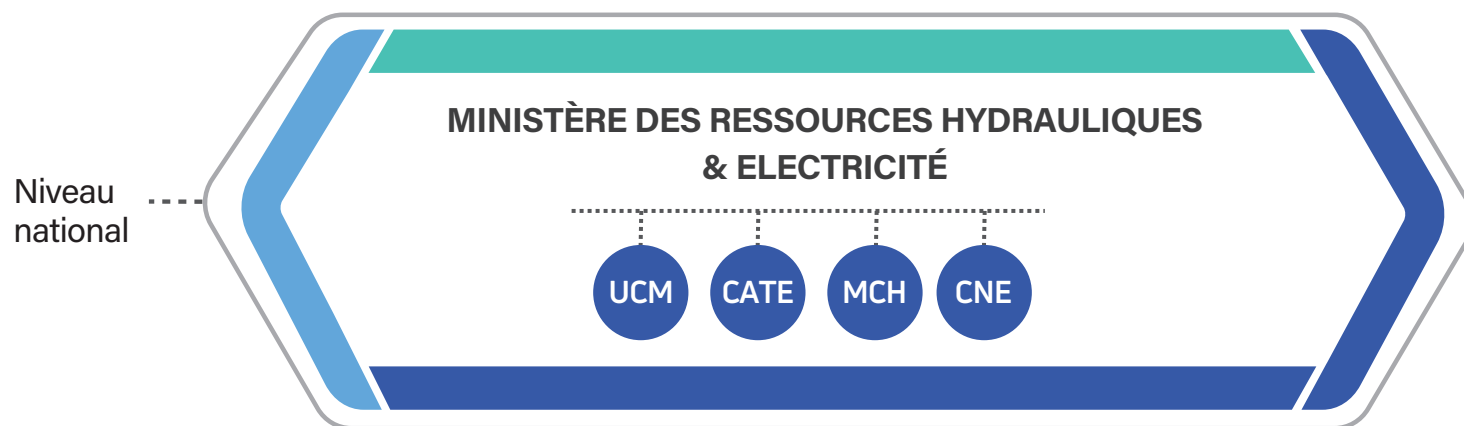 MINISTÈRE DES RESSOURCES HYDRAULIQUES
& ELECTRICITÉ
Niveau
national
UCM CATE MCH CNE